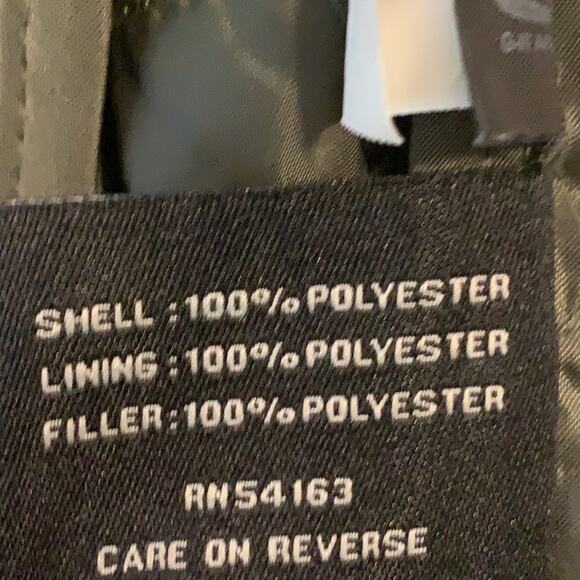 SHELL :100%POLYESTER
LINING :100%POLYESTER
FILLER:100%POLYESTER
RN54163
CARE ON REVERSE